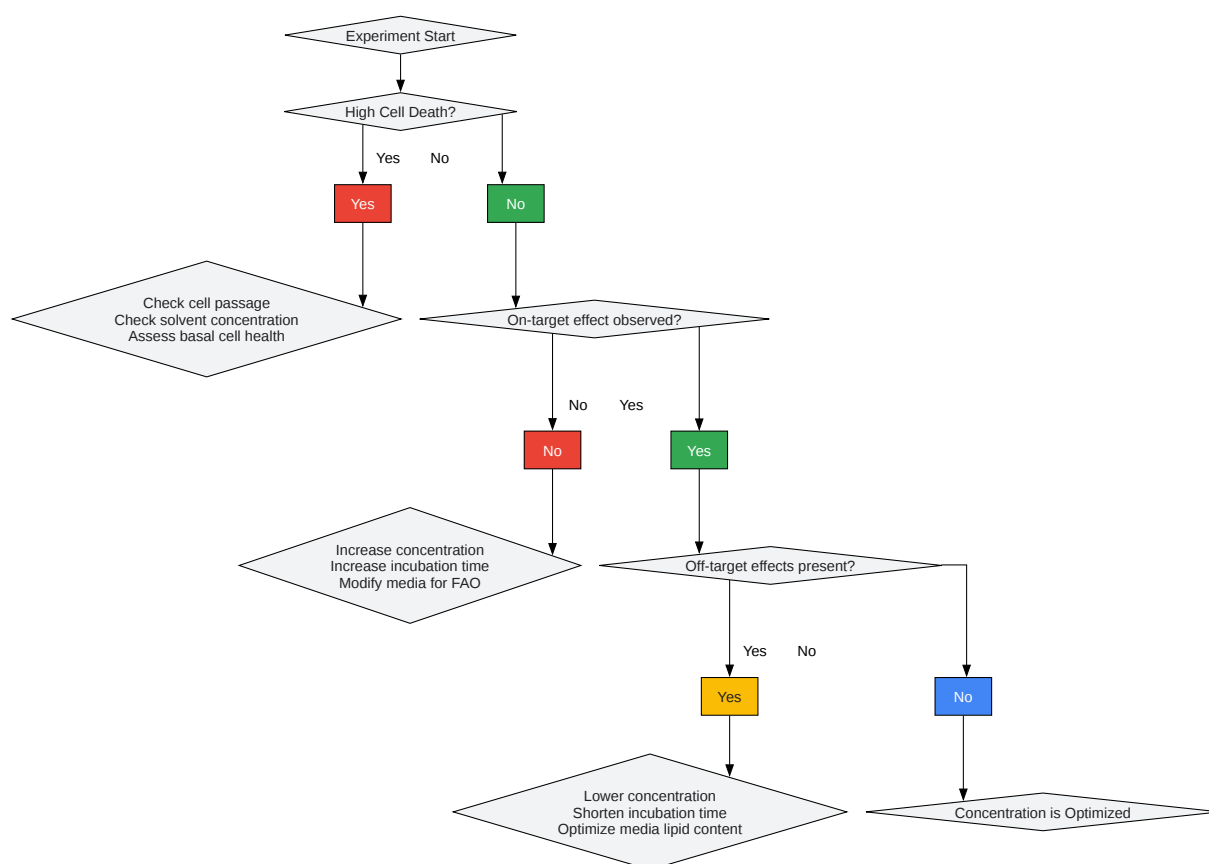 Experiment Start
High Cell Death?
Yes No
Yes
No
Check cell passage
Check solvent concentration
Assess basal cell health
On-target effect observed?
No Yes
No
Yes
Increase concentration
Increase incubation time
Modify media for FAO
Off-target effects present?
Yes No
Yes
No
Lower concentration
Shorten incubation time
Optimize media lipid content
Concentration is Optimized